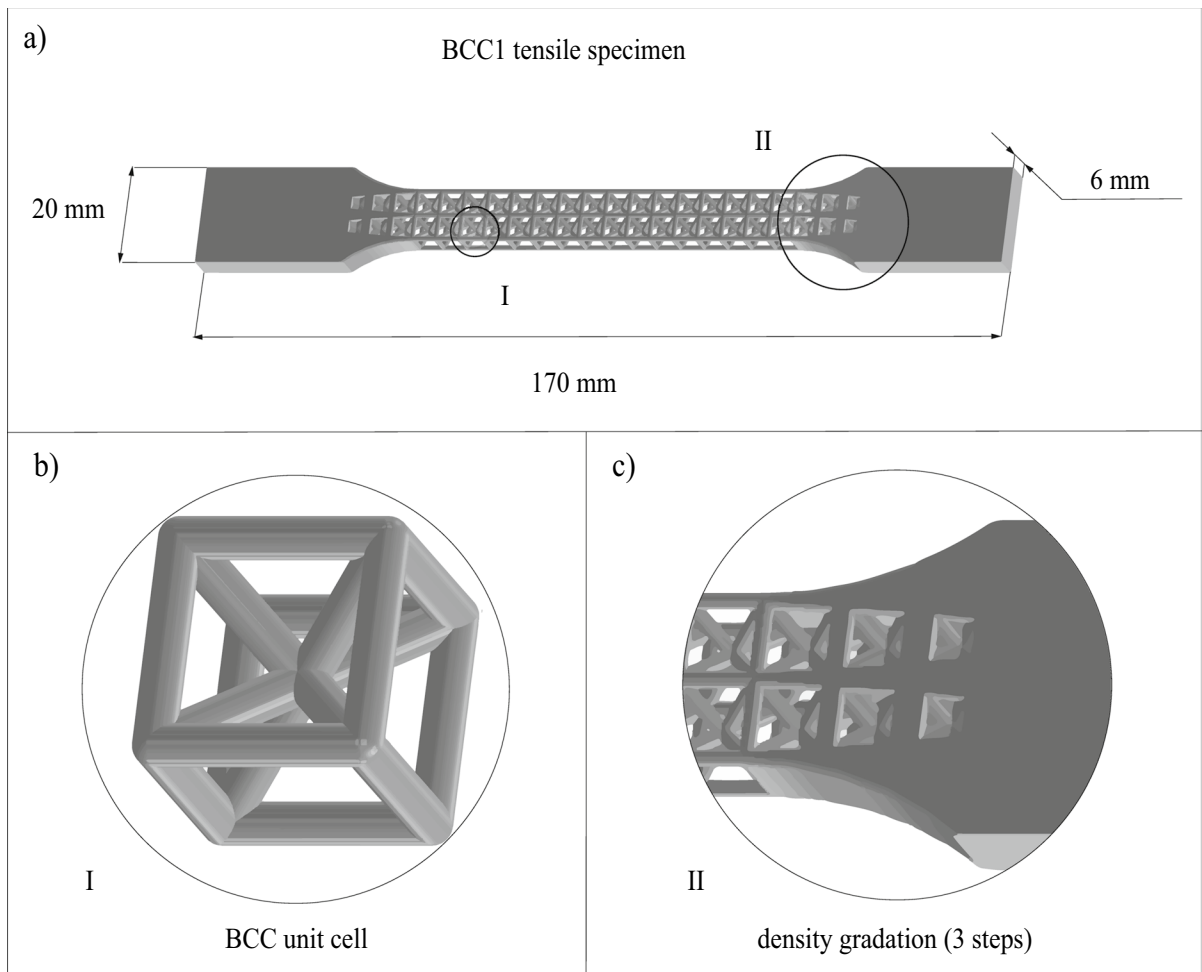 a)
BCC1 tensile specimen
II
6 mm
20 mm
I
170 mm
b)
I
BCC unit cell
c)
II
density gradation (3 steps)